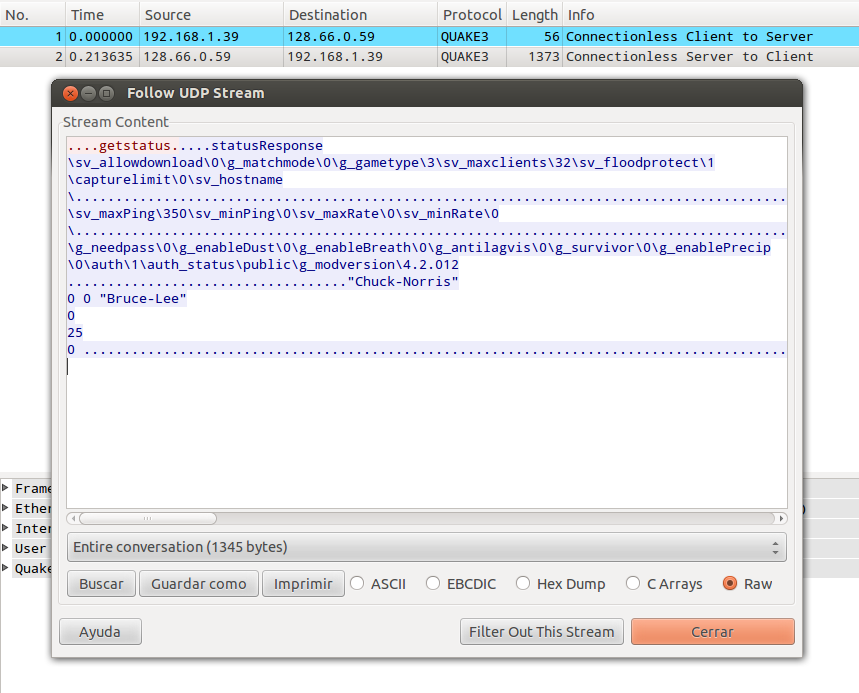 No. Time Source Destination Protocol Length Info
1 0.000000 192.168.1.39 128.66.0.59 QUAKE3 56 Connectionless Client to Server
2 0.213635 128.66.0.59 192.168.1.39 QUAKE3 1373 Connectionless Server to Client
Follow UDP Stream
Stream Content
....getstatus.....statusResponse
\sv_allowdownload\0\g_matchmode\0\g_gametype\3\sv_maxclients\32\sv_floodprotect\1
\capturelimit\0\sv_hostname
\..........................................................................................
\sv_maxPing\350\sv_minPing\0\sv_maxRate\0\sv_minRate\0
\..........................................................................................
\g_needpass\0\g_enableDust\0\g_enableBreath\0\g_antilagvis\0\g_survivor\0\g_enablePrecip
\0\auth\1\auth_status\public\g_modversion\4.2.012
..................................."Chuck-Norris"
0 0 "Bruce-Lee"
0
25
0 ........................................................................................
Frame
Ether
Inter
User
Quake
)
Entire conversation (1345 bytes)
Buscar Guardar como Imprimir ASCII EBCDIC Hex Dump C Arrays Raw
Ayuda Filter Out This Stream Cerrar